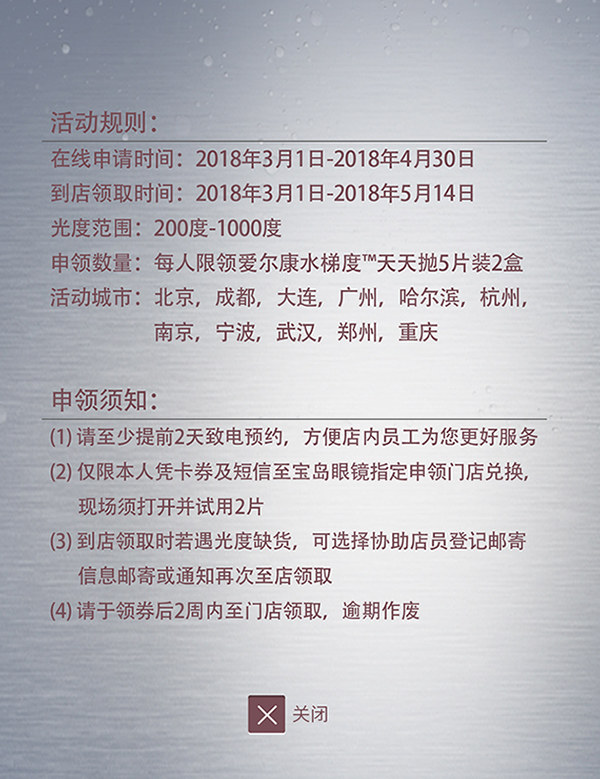 活动规则：
在线申请时间：2018年3月1日-2018年4月30日
到店领取时间：2018年3月1日-2018年5月14日
光度范围：200度-1000度
申领数量：每人限领爱尔康水梯度™天天抛5片装2盒
活动城市：北京，成都，大连，广州，哈尔滨，杭州，
南京，宁波，武汉，郑州，重庆
申领须知：
(1) 请至少提前2天致电预约，方便店内员工为您更好服务
(2) 仅限本人凭卡券及短信至宝岛眼镜指定申领门店兑换,
现场须打开并试用2片
(3) 到店领取时若遇光度缺货，可选择协助店员登记邮寄
信息邮寄或通知再次至店领取
(4) 请于领券后2周内至门店领取，逾期作废
关闭